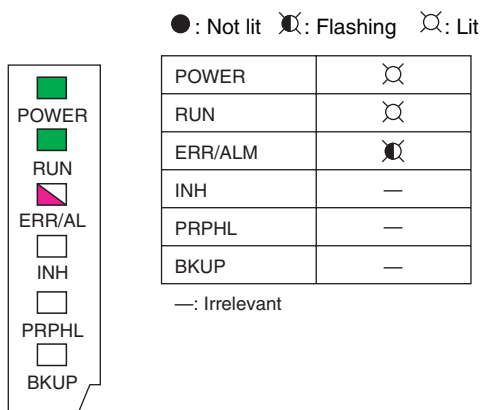 ●: Not lit : Flashing : Lit
POWER
RUN
ERR/AL
INH
PRPHL
BKUP
POWER
RUN
ERR/ALM
INH —
PRPHL —
BKUP —
—: Irrelevant